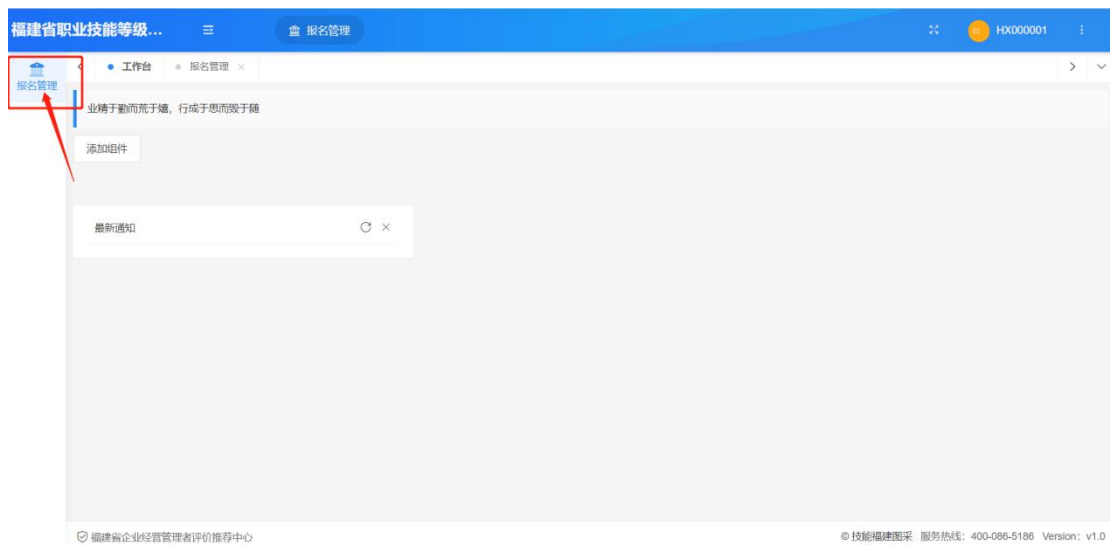 福建省职业技能等级... 报名管理 HX000001
报名管理
工作台 报名管理
业精于勤而荒于嬉，行成于思而毁于随
添加组件
最新通知
福建省企业经营管理者评价推荐中心 ©技能福建图采 服务热线：400-086-5186 Version：v1.0